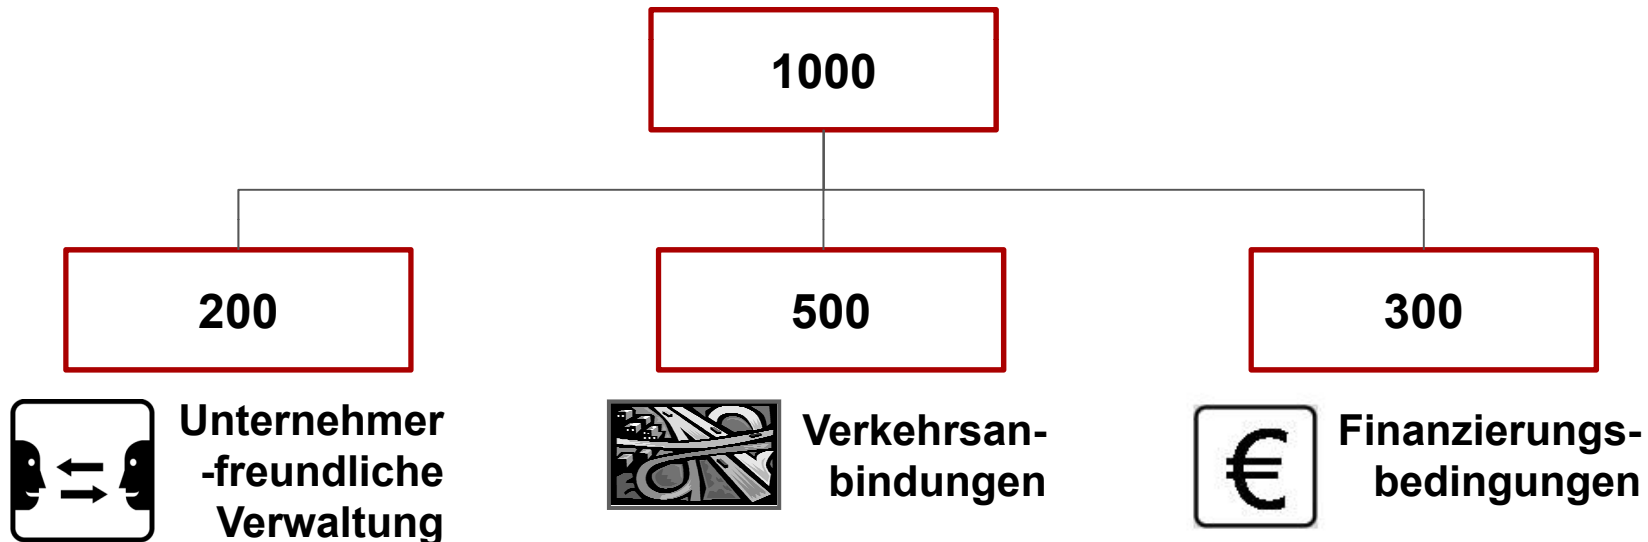 1000
200
500
300
Unternehmer
-freundliche
Verwaltung
Verkehrsan-
bindungen
€
Finanzierungs-
bedingungen